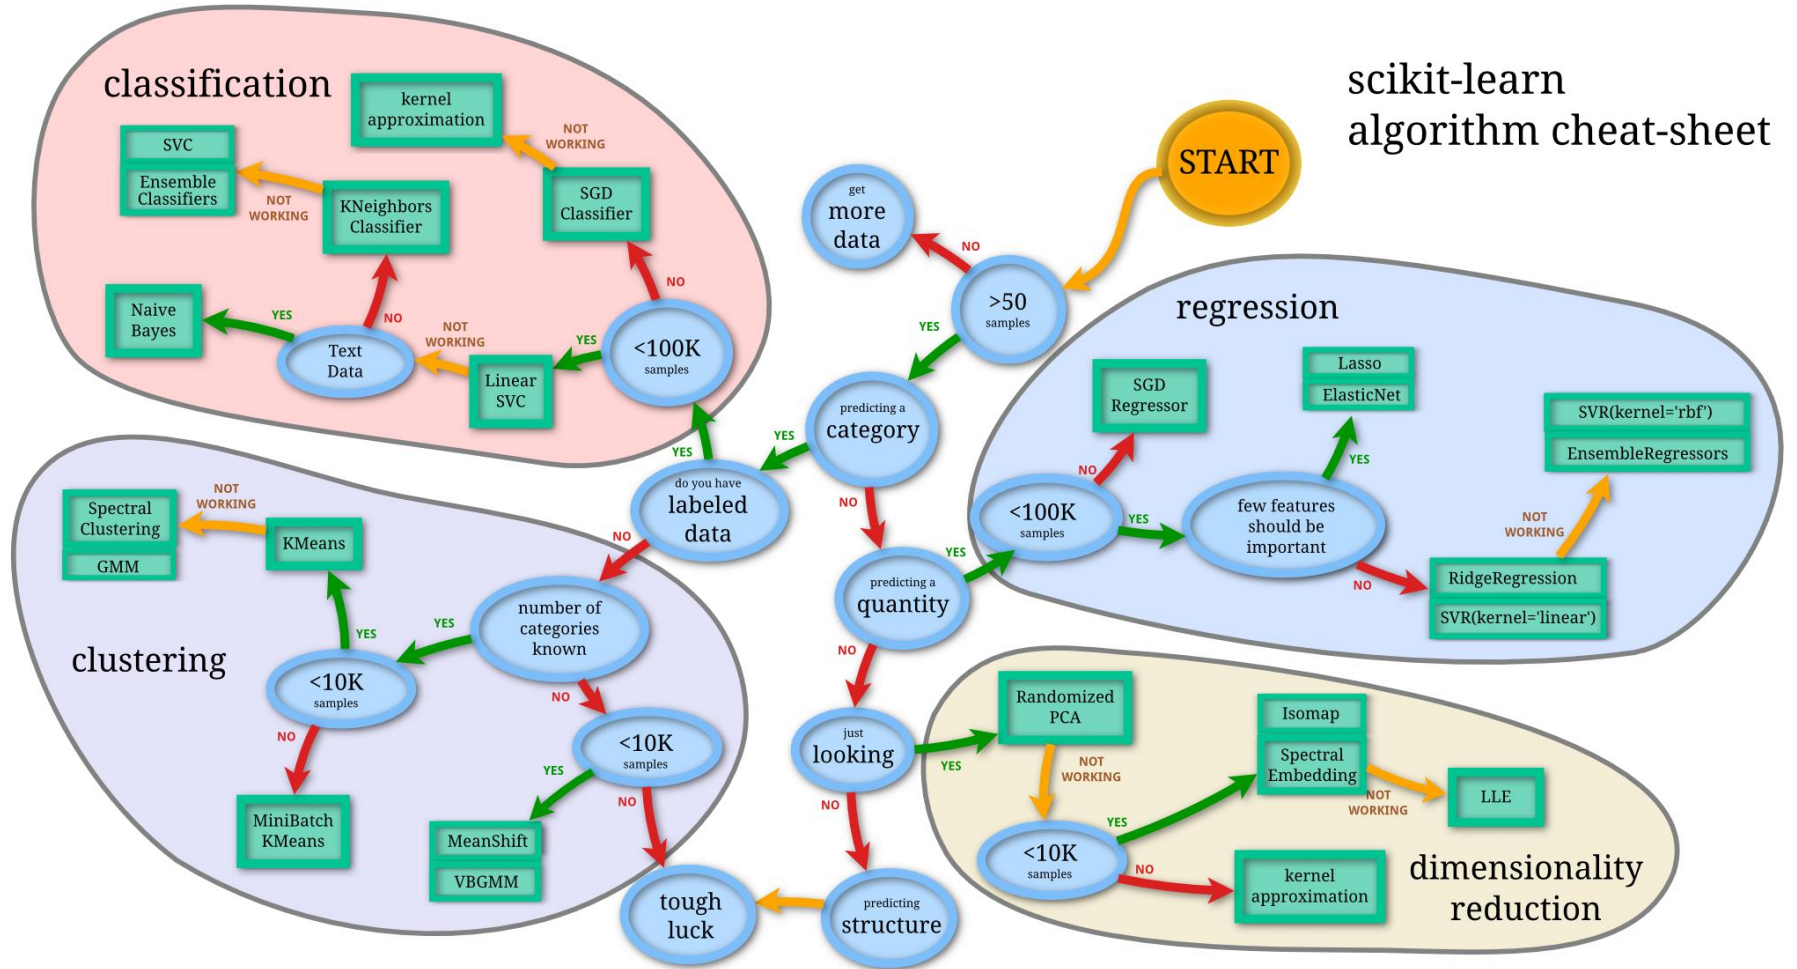 scikit-learn
algorithm cheat-sheet
START
>50
samples
NO
get
more
data
YES
predicting a
category
YES
do you have
labeled
data
YES
NO
NO
predicting a
quantity
YES
NO
just
looking
YES
NO
predicting
structure
tough
luck
classification
<100K
samples
NO
SGD
Classifier
NOT
WORKING
kernel
approximation
YES
Linear
SVC
NOT
WORKING
Text
Data
YES
Naive
Bayes
NO
KNeighbors
Classifier
NOT
WORKING
SVC
Ensemble
Classifiers
clustering
number of
categories
known
YES
<10K
samples
YES
KMeans
NOT
WORKING
Spectral
Clustering
GMM
NO
MiniBatch
KMeans
NO
<10K
samples
YES
MeanShift
VBGMM
NO
regression
<100K
samples
NO
SGD
Regressor
YES
few features
should be
important
YES
Lasso
ElasticNet
NO
RidgeRegression
SVR(kernel='linear')
NOT
WORKING
SVR(kernel='rbf')
EnsembleRegressors
dimensionality
reduction
Randomized
PCA
NOT
WORKING
<10K
samples
YES
Isomap
Spectral
Embedding
NOT
WORKING
LLE
NO
kernel
approximation